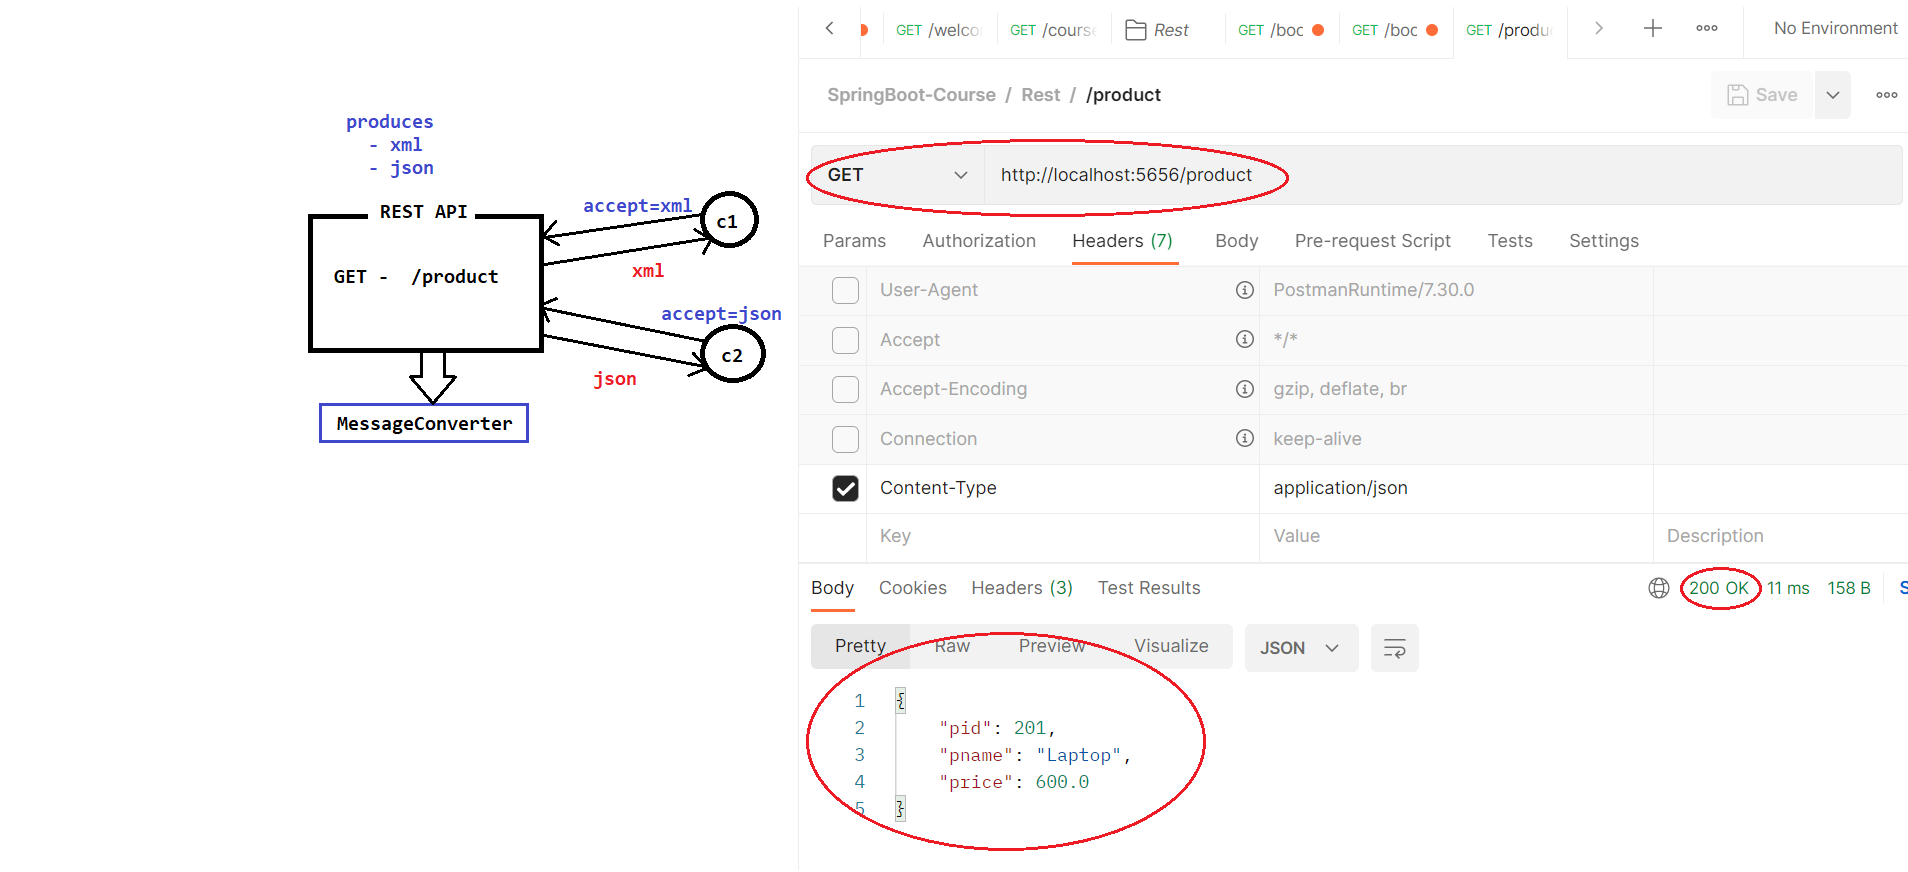 produces
- xml
- json
REST API
GET - /product
accept=xml
c1
xml
accept=json
c2
json
MessageConverter
GET /welco
GET /course
Rest
GET /boc
GET /boc
GET /produ
No Environment
SpringBoot-Course / Rest / /product
Save
GET http://localhost:5656/product
Params Authorization Headers (7) Body Pre-request Script Tests Settings
User-Agent PostmanRuntime/7.30.0
Accept */*
Accept-Encoding gzip, deflate, br
Connection keep-alive
Content-Type application/json
Key Value Description
Body Cookies Headers (3) Test Results 200 OK 11 ms 158 B S
Pretty Raw Preview Visualize JSON
1 {
2 "pid": 201,
3 "pname": "Laptop",
4 "price": 600.0
5 }